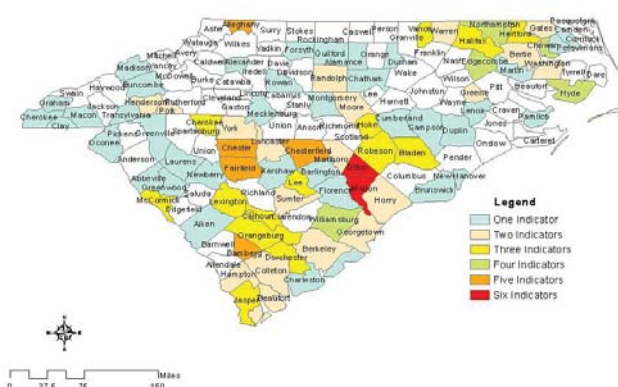 Alleghany
Ashe
Surry
Stokes
Rockingham
Caswell
Person
Granville
Vance
Warren
Northampton
Hertford
Gates
Pasquotank
Camden
Currituck
Perquimans
Chowan
Watauga
Wilkes
Yadkin
Forsyth
Guilford
Alamance
Orange
Durham
Franklin
Halifax
Bertie
Washington
Mitchell
Avery
Caldwell
Alexander
Davie
Iredell
Davidson
Rowan
Randolph
Chatham
Wake
Nash
Edgecombe
Martin
Tyrrell
Dare
Madison
Yancey
McDowell
Burke
Catawba
Wilson
Pitt
Beaufort
Hyde
Swain
Haywood
Buncombe
Rutherford
Cleveland
Lincoln
Gaston
Cabarrus
Stanly
Montgomery
Moore
Lee
Harnett
Johnston
Wayne
Greene
Lenoir
Craven
Graham
Jackson
Henderson
Polk
Cherokee
Macon
Transylvania
Clay
Mecklenburg
Union
Anson
Richmond
Scotland
Hoke
Cumberland
Sampson
Duplin
Jones
Pamlico
Onslow
Carteret
Oconee
Pickens
Greenville
Spartanburg
Cherokee
York
Lancaster
Chester
Union
Chesterfield
Marlboro
Robeson
Bladen
Pender
Columbus
New Hanover
Brunswick
Anderson
Laurens
Newberry
Fairfield
Kershaw
Darlington
Dillon
Marion
Horry
Florence
Lee
Abbeville
Greenwood
Saluda
Richland
Sumter
McCormick
Edgefield
Lexington
Calhoun
Clarendon
Williamsburg
Georgetown
Aiken
Orangeburg
Barnwell
Bamberg
Dorchester
Berkeley
Allendale
Hampton
Colleton
Charleston
Jasper
Beaufort
Legend
One Indicator
Two Indicators
Three Indicators
Four Indicators
Five Indicators
Six Indicators
Miles
0 37.5 75 150